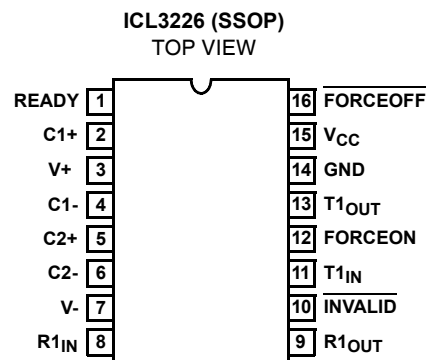 ICL3226 (SSOP)
TOP VIEW
READY 1 16 FORCEOFF
C1+ 2 15 VCC
V+ 3 14 GND
C1- 4 13 T1OUT
C2+ 5 12 FORCEON
C2- 6 11 T1IN
V- 7 10 INVALID
R1IN 8 9 R1OUT